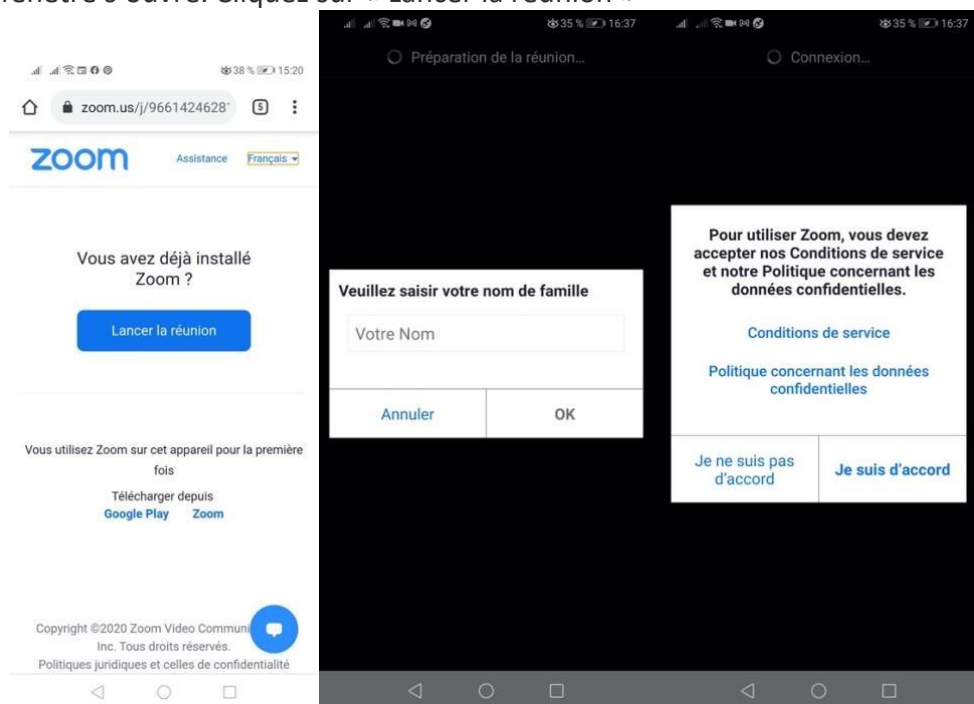 fenêtre s'ouvre. Cliquez sur « Lancer la réunion »
38 % 15:20
zoom.us/j/9661424628
5
zoom
Assistance
Français
Vous avez déjà installé
Zoom ?
Lancer la réunion
Vous utilisez Zoom sur cet appareil pour la première
fois
Télécharger depuis
Google Play Zoom
Copyright ©2020 Zoom Video Communi
Inc. Tous droits réservés.
Politiques juridiques et celles de confidentialité
35 % 16:37
Préparation de la réunion...
Veuillez saisir votre nom de famille
Votre Nom
Annuler
OK
35 % 16:37
Connexion...
Pour utiliser Zoom, vous devez
accepter nos Conditions de service
et notre Politique concernant les
données confidentielles.
Conditions de service
Politique concernant les données
confidentielles
Je ne suis pas
d'accord
Je suis d'accord